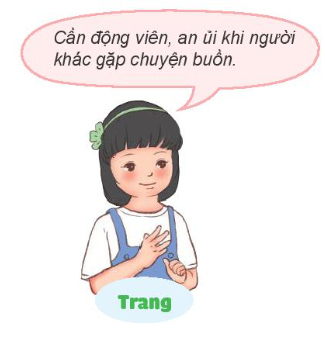 Cần động viên, an ủi khi người
khác gặp chuyện buồn.
Trang